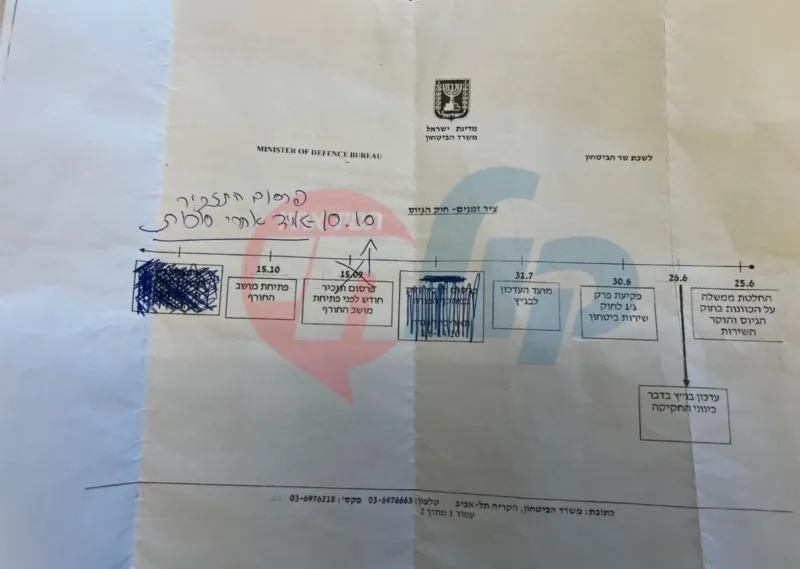 מדינת ישראל
משרד הביטחון
MINISTER OF DEFENCE BUREAU
לשכת שר הביטחון
ציר זמנים- חוק הגיוס
פרסום התזכיר
10.10 - מיד אחרי סוכות
25.6
החלטת ממשלה
על הכוונות בחוק
הגיוס והוקר
השירות
26.6
עדכון בג״ץ בדבר
כיווני החקיקה
30.6
פקיעת פרק
ג׳1 לחוק
שירות ביטחון
31.7
מועד העדכון
לבג״ץ
15.09
פרסום תזכיר
חודש לפני פתיחת
מושב החורף
15.10
פתיחת מושב
החורף
כתובת: משרד הביטחון, הקריה תל-אביב טלפון: 03-6976663 פקס׳: 03-6976218
עמוד 1 מתוך 2